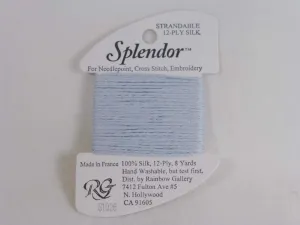 STRANDABLE
12-PLY SILK
Splendor™
For Needlepoint, Cross Stitch, Embroidery
Made in France
100% Silk, 12-Ply, 8 Yards
Hand Washable, but test first.
Dist. by Rainbow Gallery
7412 Fulton Ave #5
N. Hollywood
CA 91605
RG